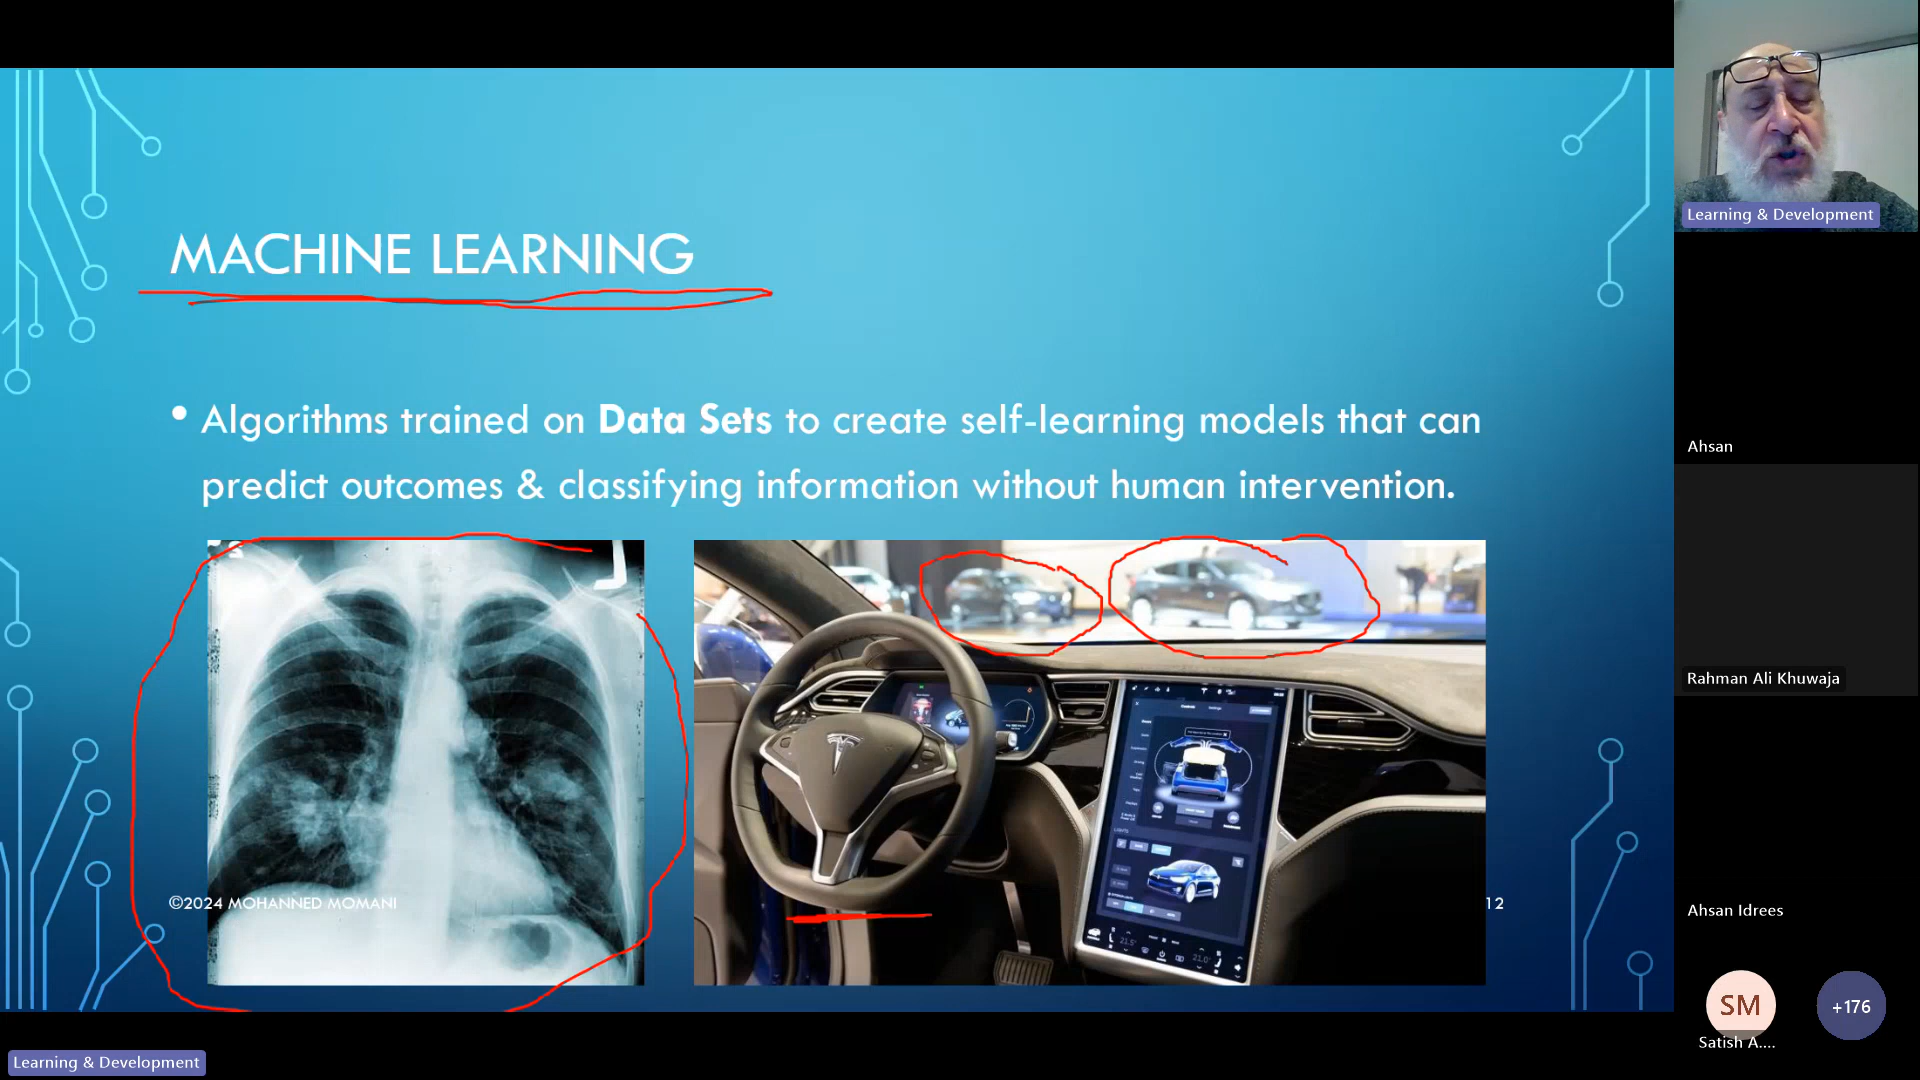 MACHINE LEARNING
• Algorithms trained on Data Sets to create self-learning models that can
predict outcomes & classifying information without human intervention.
©2024 MOHANNED MOMANI
12
Learning & Development
Ahsan
Rahman Ali Khuwaja
Ahsan Idrees
SM
Satish A....
+176
Learning & Development